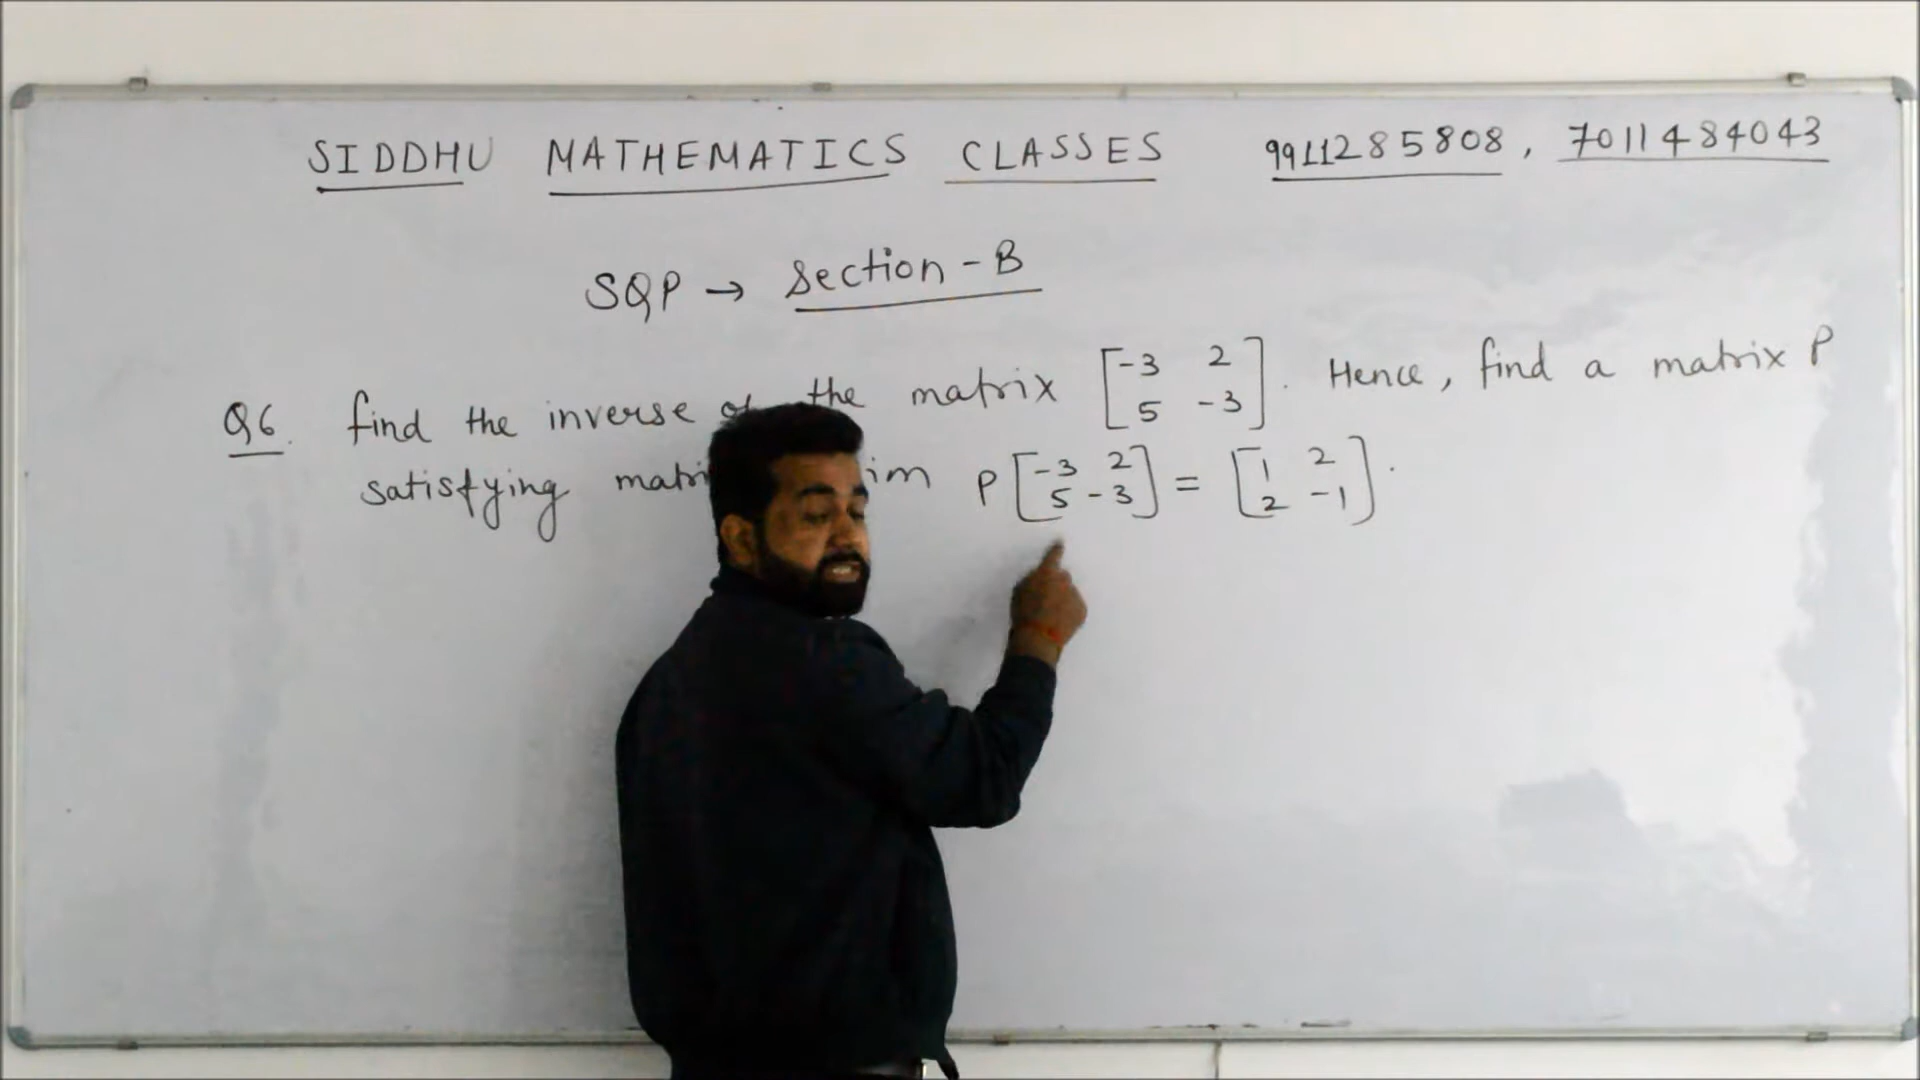 SIDDHU MATHEMATICS CLASSES 9911285808, 7011484043
SQP → Section-B
Q6. find the inverse the matrix [-3 2 5 -3]. Hence, find a matrix P
satisfying P[-3 2 5 -3] = [1 2 2 -1].